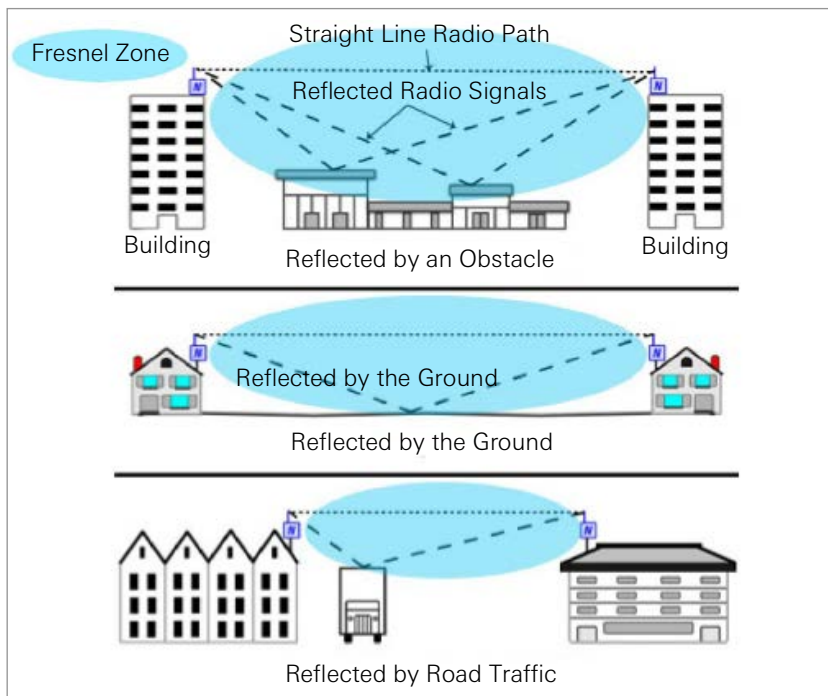 Fresnel Zone
Straight Line Radio Path
Reflected Radio Signals
N
N
Building
Building
Reflected by an Obstacle
N
N
Reflected by the Ground
Reflected by the Ground
N
N
Reflected by Road Traffic